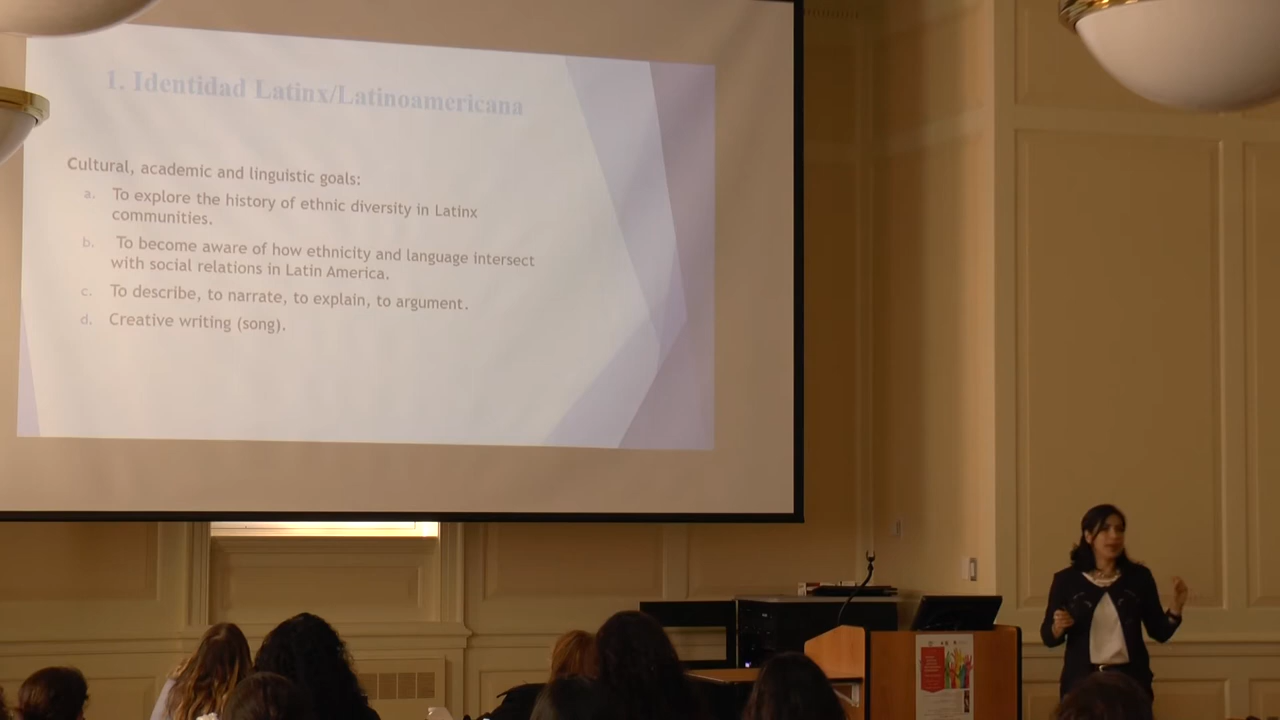 1. Identidad Latinx/Latinoamericana
Cultural, academic and linguistic goals:
a. To explore the history of ethnic diversity in Latinx
communities.
b. To become aware of how ethnicity and language intersect
with social relations in Latin America.
c. To describe, to narrate, to explain, to argument.
d. Creative writing (song).